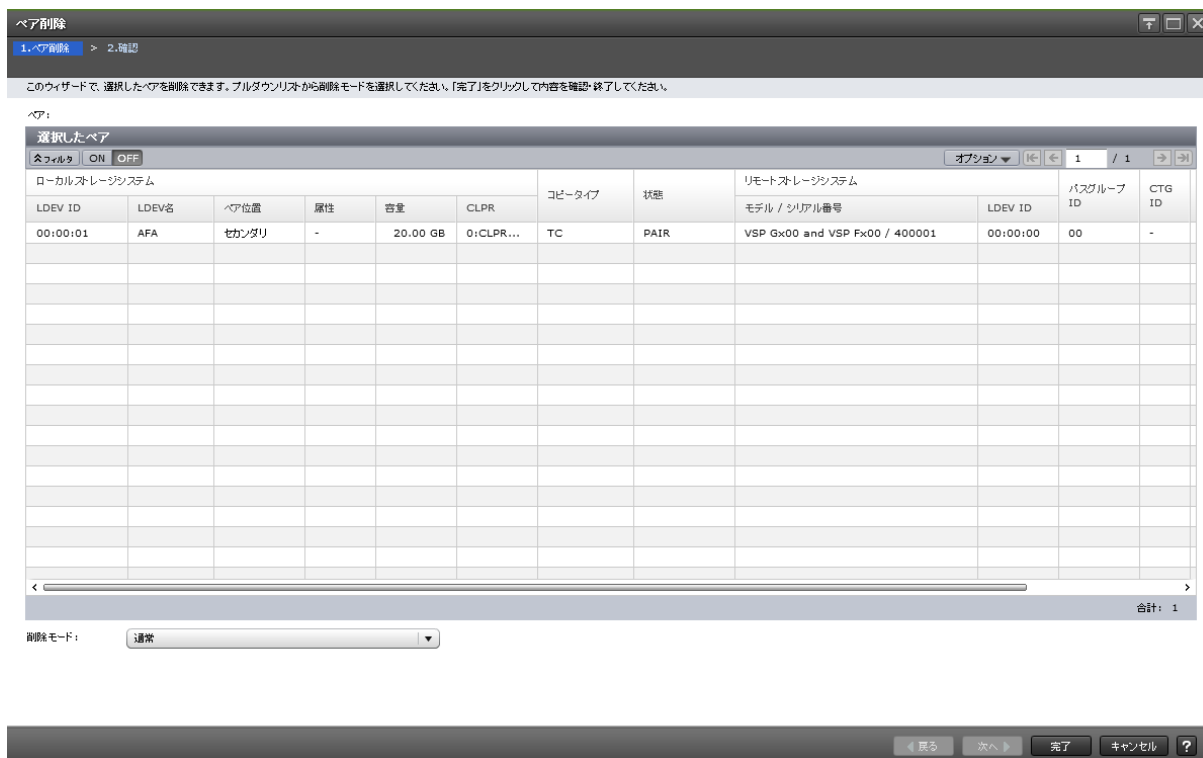 ペア削除
1.ペア削除 > 2.確認
このウィザードで、選択したペアを削除できます。プルダウンリストから削除モードを選択してください。「完了」をクリックして内容を確認・終了してください。
ペア:
選択したペア
フィルタ ON OFF オプション 1 / 1
ローカルストレージシステム コピータイプ 状態 リモートストレージシステム パスグループ ID CTG ID
LDEV ID LDEV名 ペア位置 属性 容量 CLPR モデル / シリアル番号 LDEV ID
00:00:01 AFA セカンダリ - 20.00 GB 0:CLPR... TC PAIR VSP Gx00 and VSP Fx00 / 400001 00:00:00 00 -
合計: 1
削除モード: 通常
戻る 次へ 完了 キャンセル ?